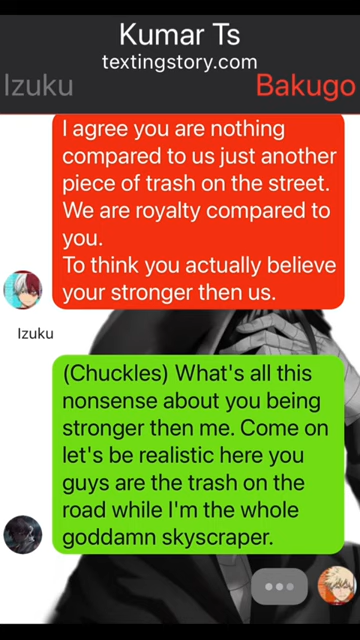 Kumar Ts
textingstory.com
Izuku
Bakugo
I agree you are nothing
compared to us just another
piece of trash on the street.
We are royalty compared to
you.
To think you actually believe
your stronger then us.
Izuku
(Chuckles) What's all this
nonsense about you being
stronger then me. Come on
let's be realistic here you
guys are the trash on the
road while I'm the whole
goddamn skyscraper.